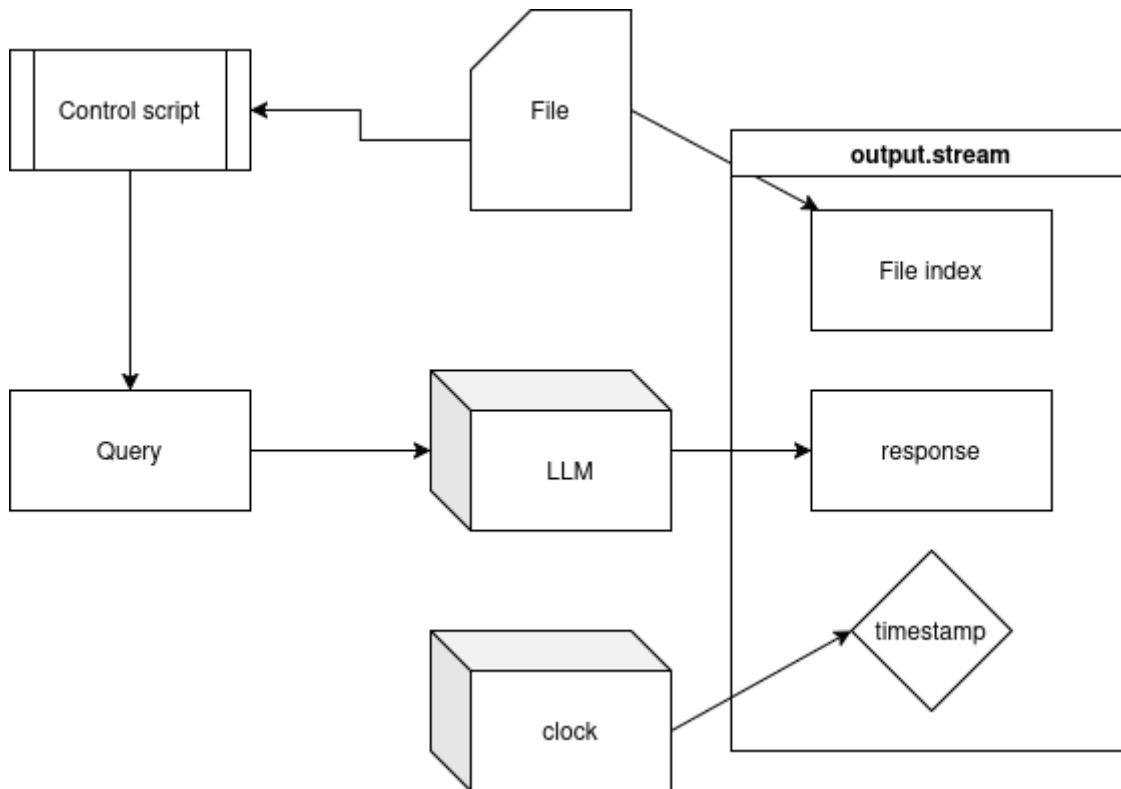 Control script
File
output.stream
File index
Query
LLM
response
timestamp
clock